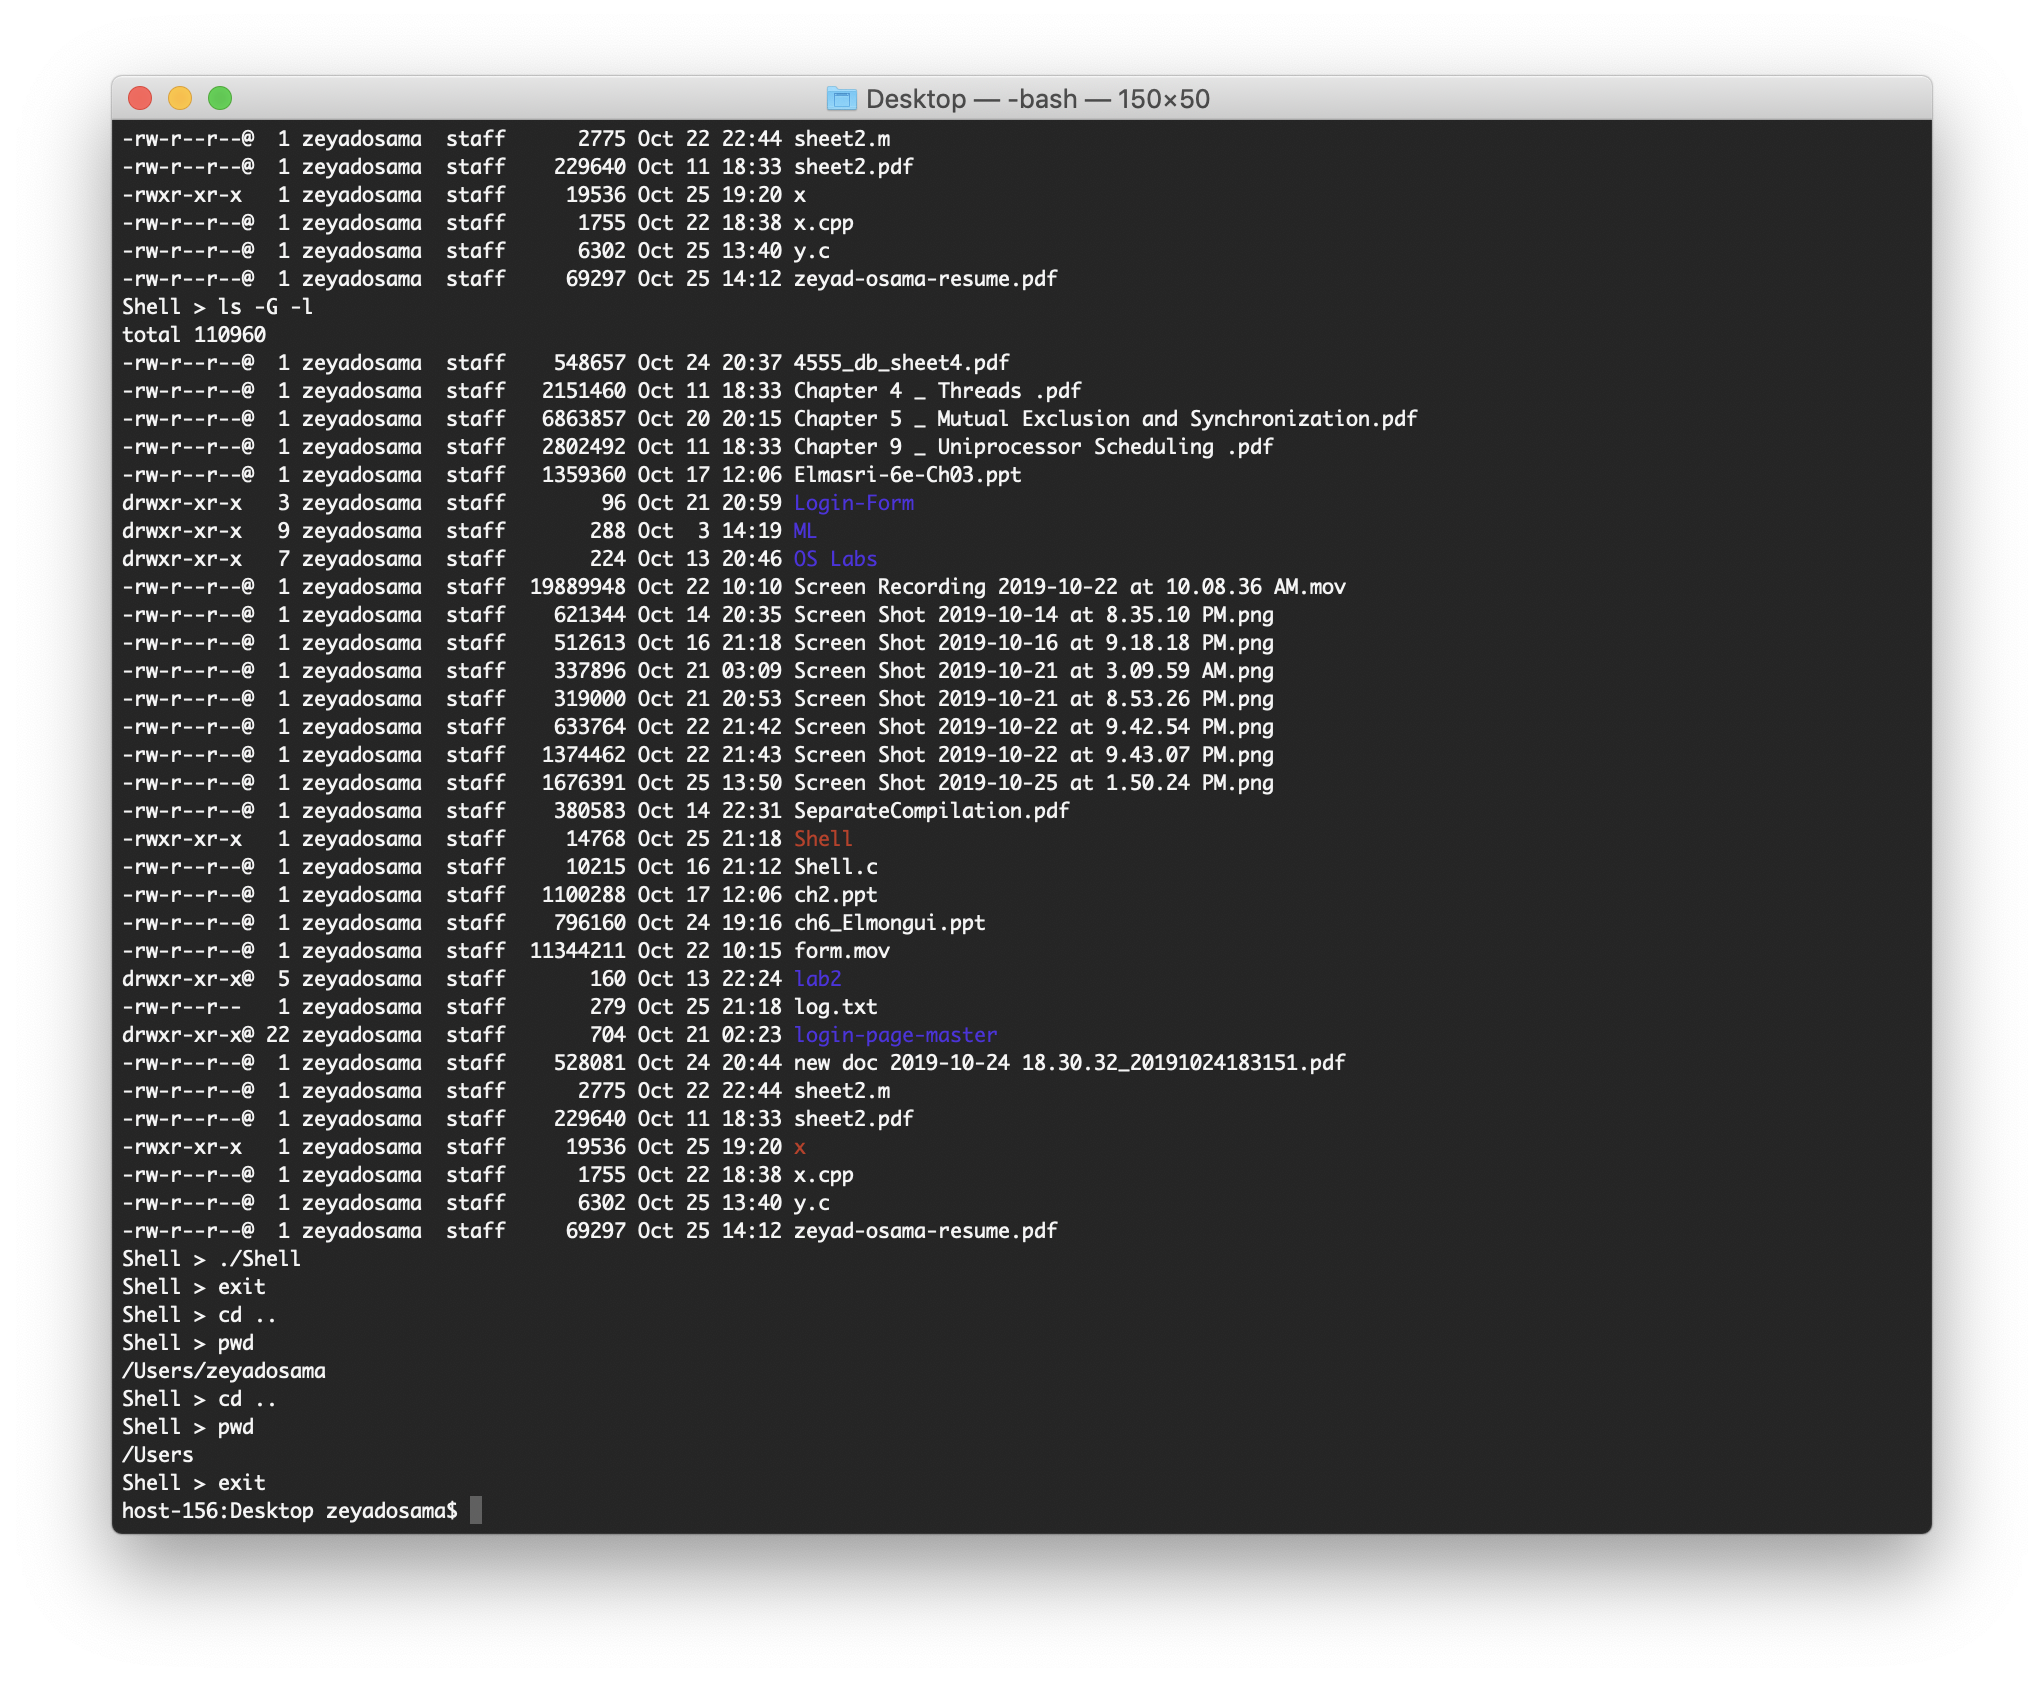 Desktop — -bash — 150×50
-rw-r--r--@  1 zeyadosama  staff      2775 Oct 22 22:44 sheet2.m
-rw-r--r--@  1 zeyadosama  staff    229640 Oct 11 18:33 sheet2.pdf
-rwxr-xr-x   1 zeyadosama  staff     19536 Oct 25 19:20 x
-rw-r--r--@  1 zeyadosama  staff      1755 Oct 22 18:38 x.cpp
-rw-r--r--@  1 zeyadosama  staff      6302 Oct 25 13:40 y.c
-rw-r--r--@  1 zeyadosama  staff     69297 Oct 25 14:12 zeyad-osama-resume.pdf
Shell > ls -G -l
total 110960
-rw-r--r--@  1 zeyadosama  staff    548657 Oct 24 20:37 4555_db_sheet4.pdf
-rw-r--r--@  1 zeyadosama  staff   2151460 Oct 11 18:33 Chapter 4 _ Threads .pdf
-rw-r--r--@  1 zeyadosama  staff   6863857 Oct 20 20:15 Chapter 5 _ Mutual Exclusion and Synchronization.pdf
-rw-r--r--@  1 zeyadosama  staff   2802492 Oct 11 18:33 Chapter 9 _ Uniprocessor Scheduling .pdf
-rw-r--r--@  1 zeyadosama  staff   1359360 Oct 17 12:06 Elmasri-6e-Ch03.ppt
drwxr-xr-x   3 zeyadosama  staff        96 Oct 21 20:59 Login-Form
drwxr-xr-x   9 zeyadosama  staff       288 Oct  3 14:19 ML
drwxr-xr-x   7 zeyadosama  staff       224 Oct 13 20:46 OS Labs
-rw-r--r--@  1 zeyadosama  staff  19889948 Oct 22 10:10 Screen Recording 2019-10-22 at 10.08.36 AM.mov
-rw-r--r--@  1 zeyadosama  staff    621344 Oct 14 20:35 Screen Shot 2019-10-14 at 8.35.10 PM.png
-rw-r--r--@  1 zeyadosama  staff    512613 Oct 16 21:18 Screen Shot 2019-10-16 at 9.18.18 PM.png
-rw-r--r--@  1 zeyadosama  staff    337896 Oct 21 03:09 Screen Shot 2019-10-21 at 3.09.59 AM.png
-rw-r--r--@  1 zeyadosama  staff    319000 Oct 21 20:53 Screen Shot 2019-10-21 at 8.53.26 PM.png
-rw-r--r--@  1 zeyadosama  staff    633764 Oct 22 21:42 Screen Shot 2019-10-22 at 9.42.54 PM.png
-rw-r--r--@  1 zeyadosama  staff   1374462 Oct 22 21:43 Screen Shot 2019-10-22 at 9.43.07 PM.png
-rw-r--r--@  1 zeyadosama  staff   1676391 Oct 25 13:50 Screen Shot 2019-10-25 at 1.50.24 PM.png
-rw-r--r--@  1 zeyadosama  staff    380583 Oct 14 22:31 SeparateCompilation.pdf
-rwxr-xr-x   1 zeyadosama  staff     14768 Oct 25 21:18 Shell
-rw-r--r--@  1 zeyadosama  staff     10215 Oct 16 21:12 Shell.c
-rw-r--r--@  1 zeyadosama  staff   1100288 Oct 17 12:06 ch2.ppt
-rw-r--r--@  1 zeyadosama  staff    796160 Oct 24 19:16 ch6_Elmongui.ppt
-rw-r--r--@  1 zeyadosama  staff  11344211 Oct 22 10:15 form.mov
drwxr-xr-x@  5 zeyadosama  staff       160 Oct 13 22:24 lab2
-rw-r--r--   1 zeyadosama  staff       279 Oct 25 21:18 log.txt
drwxr-xr-x@ 22 zeyadosama  staff       704 Oct 21 02:23 login-page-master
-rw-r--r--@  1 zeyadosama  staff    528081 Oct 24 20:44 new doc 2019-10-24 18.30.32_20191024183151.pdf
-rw-r--r--@  1 zeyadosama  staff      2775 Oct 22 22:44 sheet2.m
-rw-r--r--@  1 zeyadosama  staff    229640 Oct 11 18:33 sheet2.pdf
-rwxr-xr-x   1 zeyadosama  staff     19536 Oct 25 19:20 x
-rw-r--r--@  1 zeyadosama  staff      1755 Oct 22 18:38 x.cpp
-rw-r--r--@  1 zeyadosama  staff      6302 Oct 25 13:40 y.c
-rw-r--r--@  1 zeyadosama  staff     69297 Oct 25 14:12 zeyad-osama-resume.pdf
Shell > ./Shell
Shell > exit
Shell > cd ..
Shell > pwd
/Users/zeyadosama
Shell > cd ..
Shell > pwd
/Users
Shell > exit
host-156:Desktop zeyadosama$